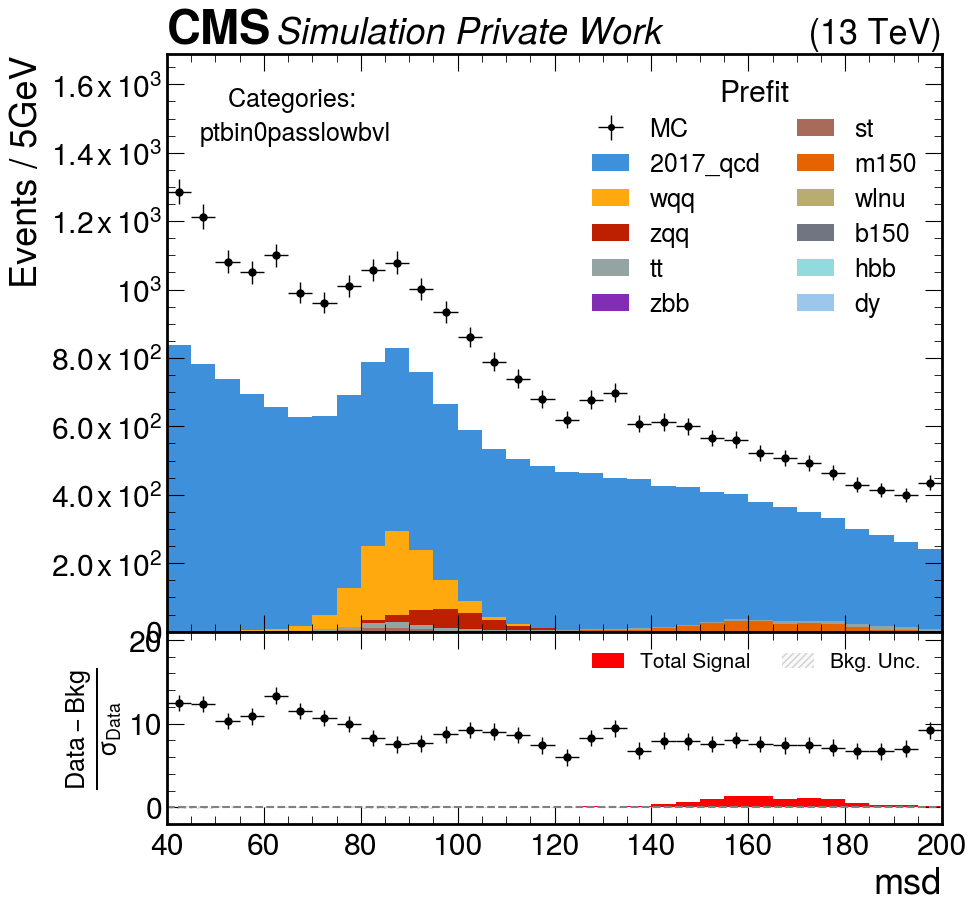 CMS Simulation Private Work (13 TeV)
Events / 5GeV
1.6 x 10³
1.4 x 10³
1.2 x 10³
10³
8.0 x 10²
6.0 x 10²
4.0 x 10²
2.0 x 10²
0
Categories:
ptbin0passlowbvl
Prefit
MC
2017_qcd
wqq
zqq
tt
zbb
st
m150
wlnu
b150
hbb
dy
Data – Bkg
σData
20
10
0
Total Signal Bkg. Unc.
40 60 80 100 120 140 160 180 200
msd